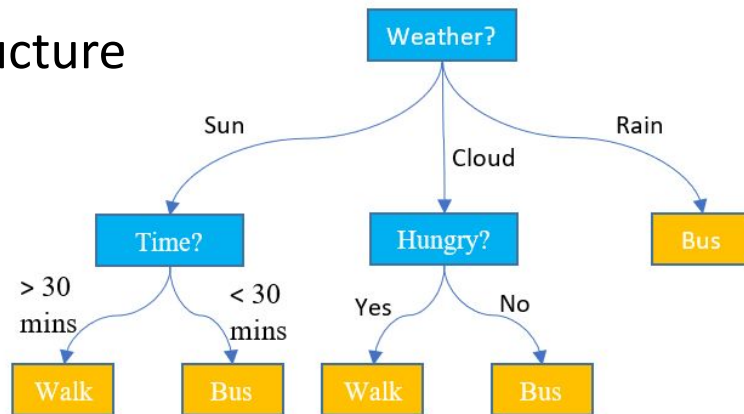 ucture
Weather?
Sun
Cloud
Rain
Time?
Hungry?
Bus
> 30
mins
< 30
mins
Yes
No
Walk
Bus
Walk
Bus